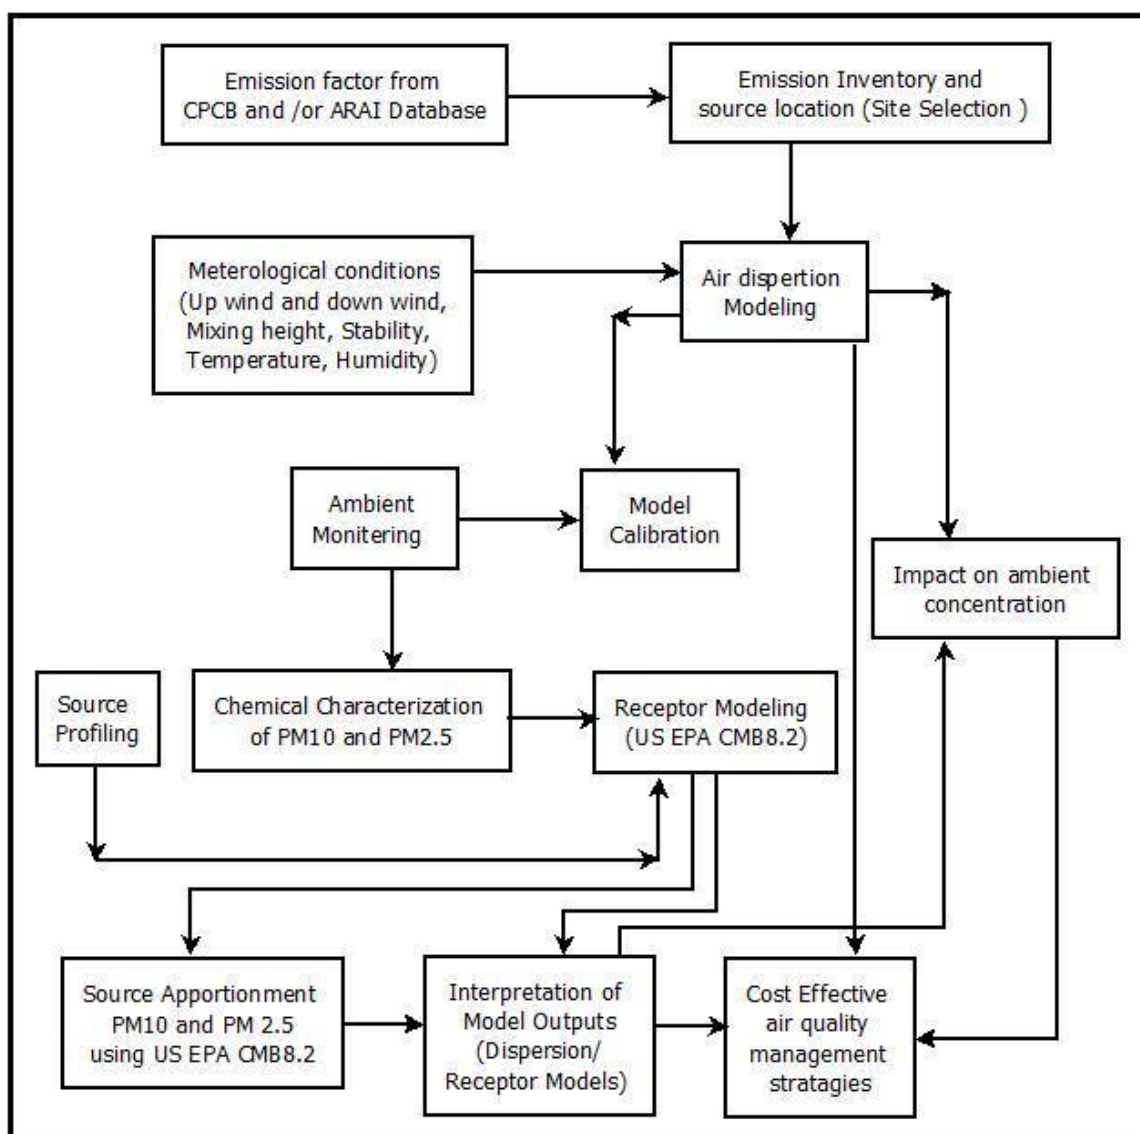 Emission factor from
CPCB and /or ARAI Database
Emission Inventory and
source location (Site Selection )
Meterological conditions
(Up wind and down wind,
Mixing height, Stability,
Temperature, Humidity)
Air dispertion
Modeling
Ambient
Monitering
Model
Calibration
Impact on ambient
concentration
Source
Profiling
Chemical Characterization
of PM10 and PM2.5
Receptor Modeling
(US EPA CMB8.2)
Source Apportionment
PM10 and PM 2.5
using US EPA CMB8.2
Interpretation of
Model Outputs
(Dispersion/
Receptor Models)
Cost Effective
air quality
management
stratagies